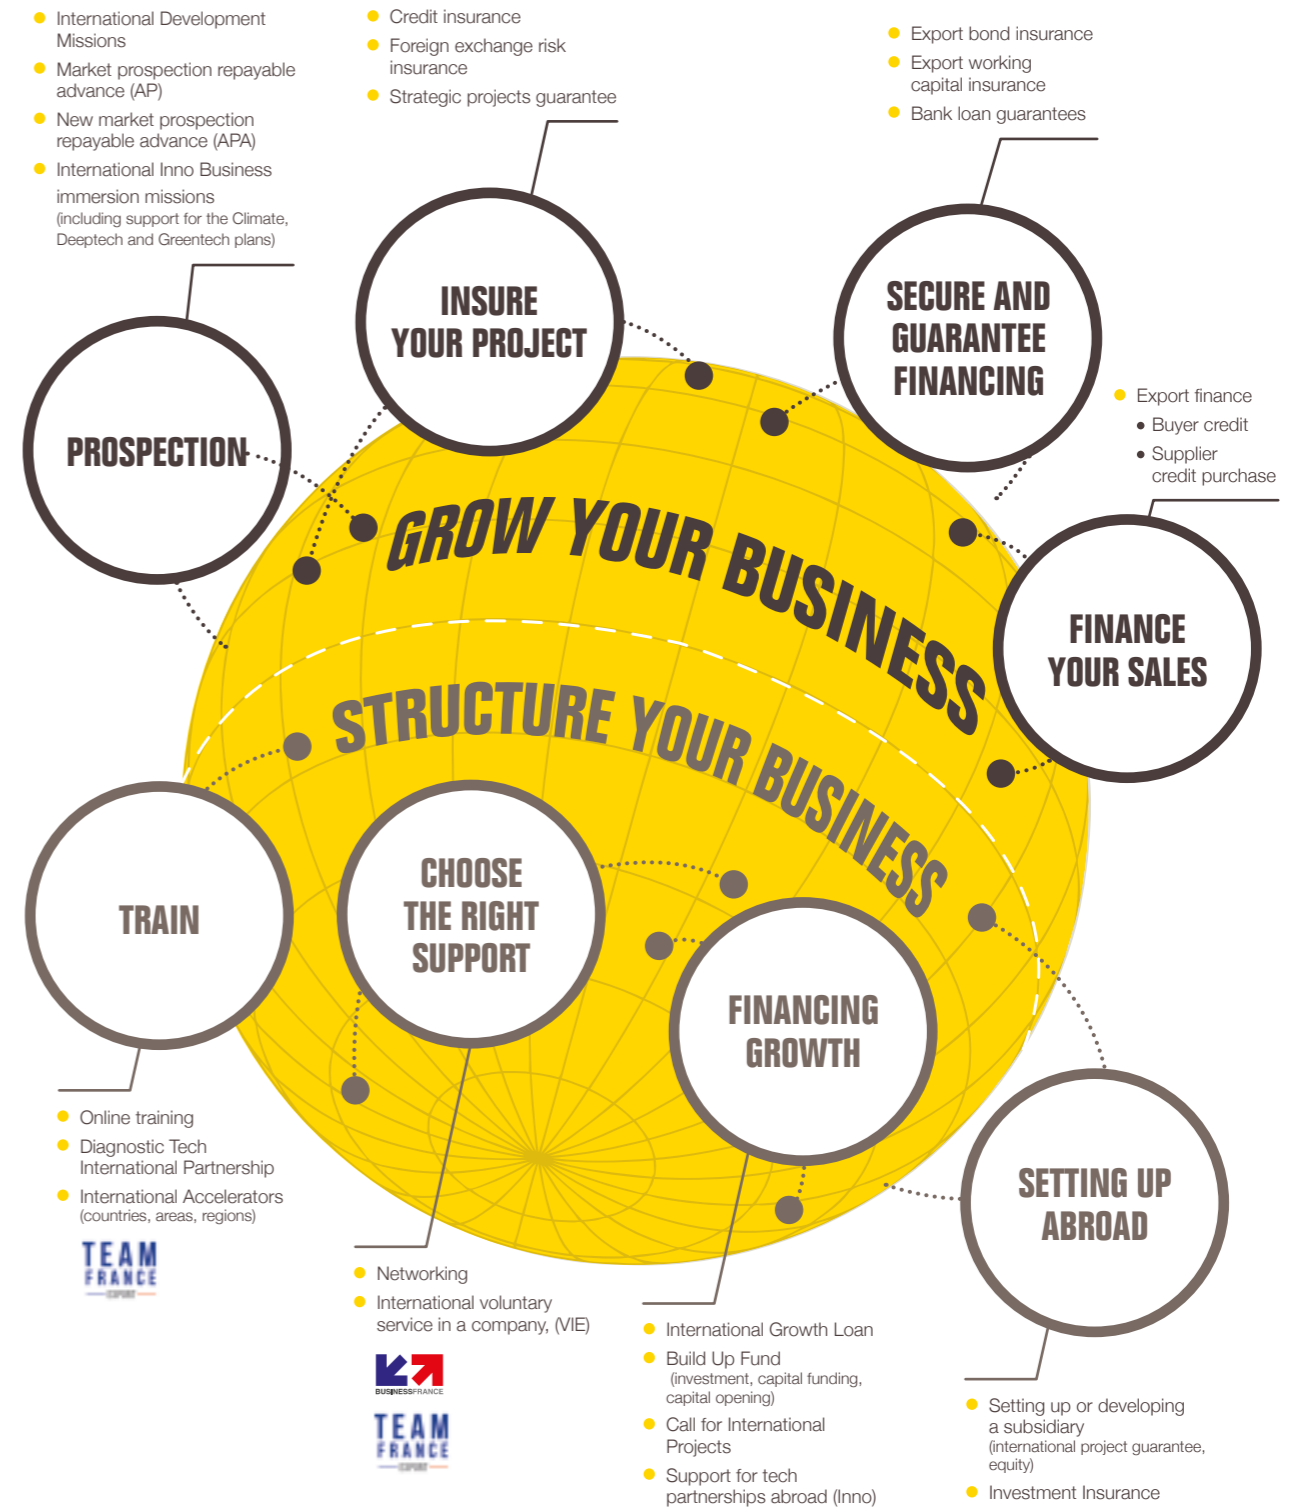 International Development
Missions
Market prospection repayable
advance (AP)
New market prospection
repayable advance (APA)
International Inno Business
immersion missions
(including support for the Climate,
Deeptech and Greentech plans)
Credit insurance
Foreign exchange risk
insurance
Strategic projects guarantee
Export bond insurance
Export working
capital insurance
Bank loan guarantees
INSURE
YOUR PROJECT
SECURE AND
GUARANTEE
FINANCING
PROSPECTION
Export finance
Buyer credit
Supplier
credit purchase
GROW YOUR BUSINESS
FINANCE
YOUR SALES
STRUCTURE YOUR BUSINESS
TRAIN
CHOOSE
THE RIGHT
SUPPORT
FINANCING
GROWTH
SETTING UP
ABROAD
Online training
Diagnostic Tech
International Partnership
International Accelerators
(countries, areas, regions)
TEAM
FRANCE
EXPORT
Networking
International voluntary
service in a company, (VIE)
BUSINESSFRANCE
TEAM
FRANCE
EXPORT
International Growth Loan
Build Up Fund
(investment, capital funding,
capital opening)
Call for International
Projects
Support for tech
partnerships abroad (Inno)
Setting up or developing
a subsidiary
(international project guarantee,
equity)
Investment Insurance